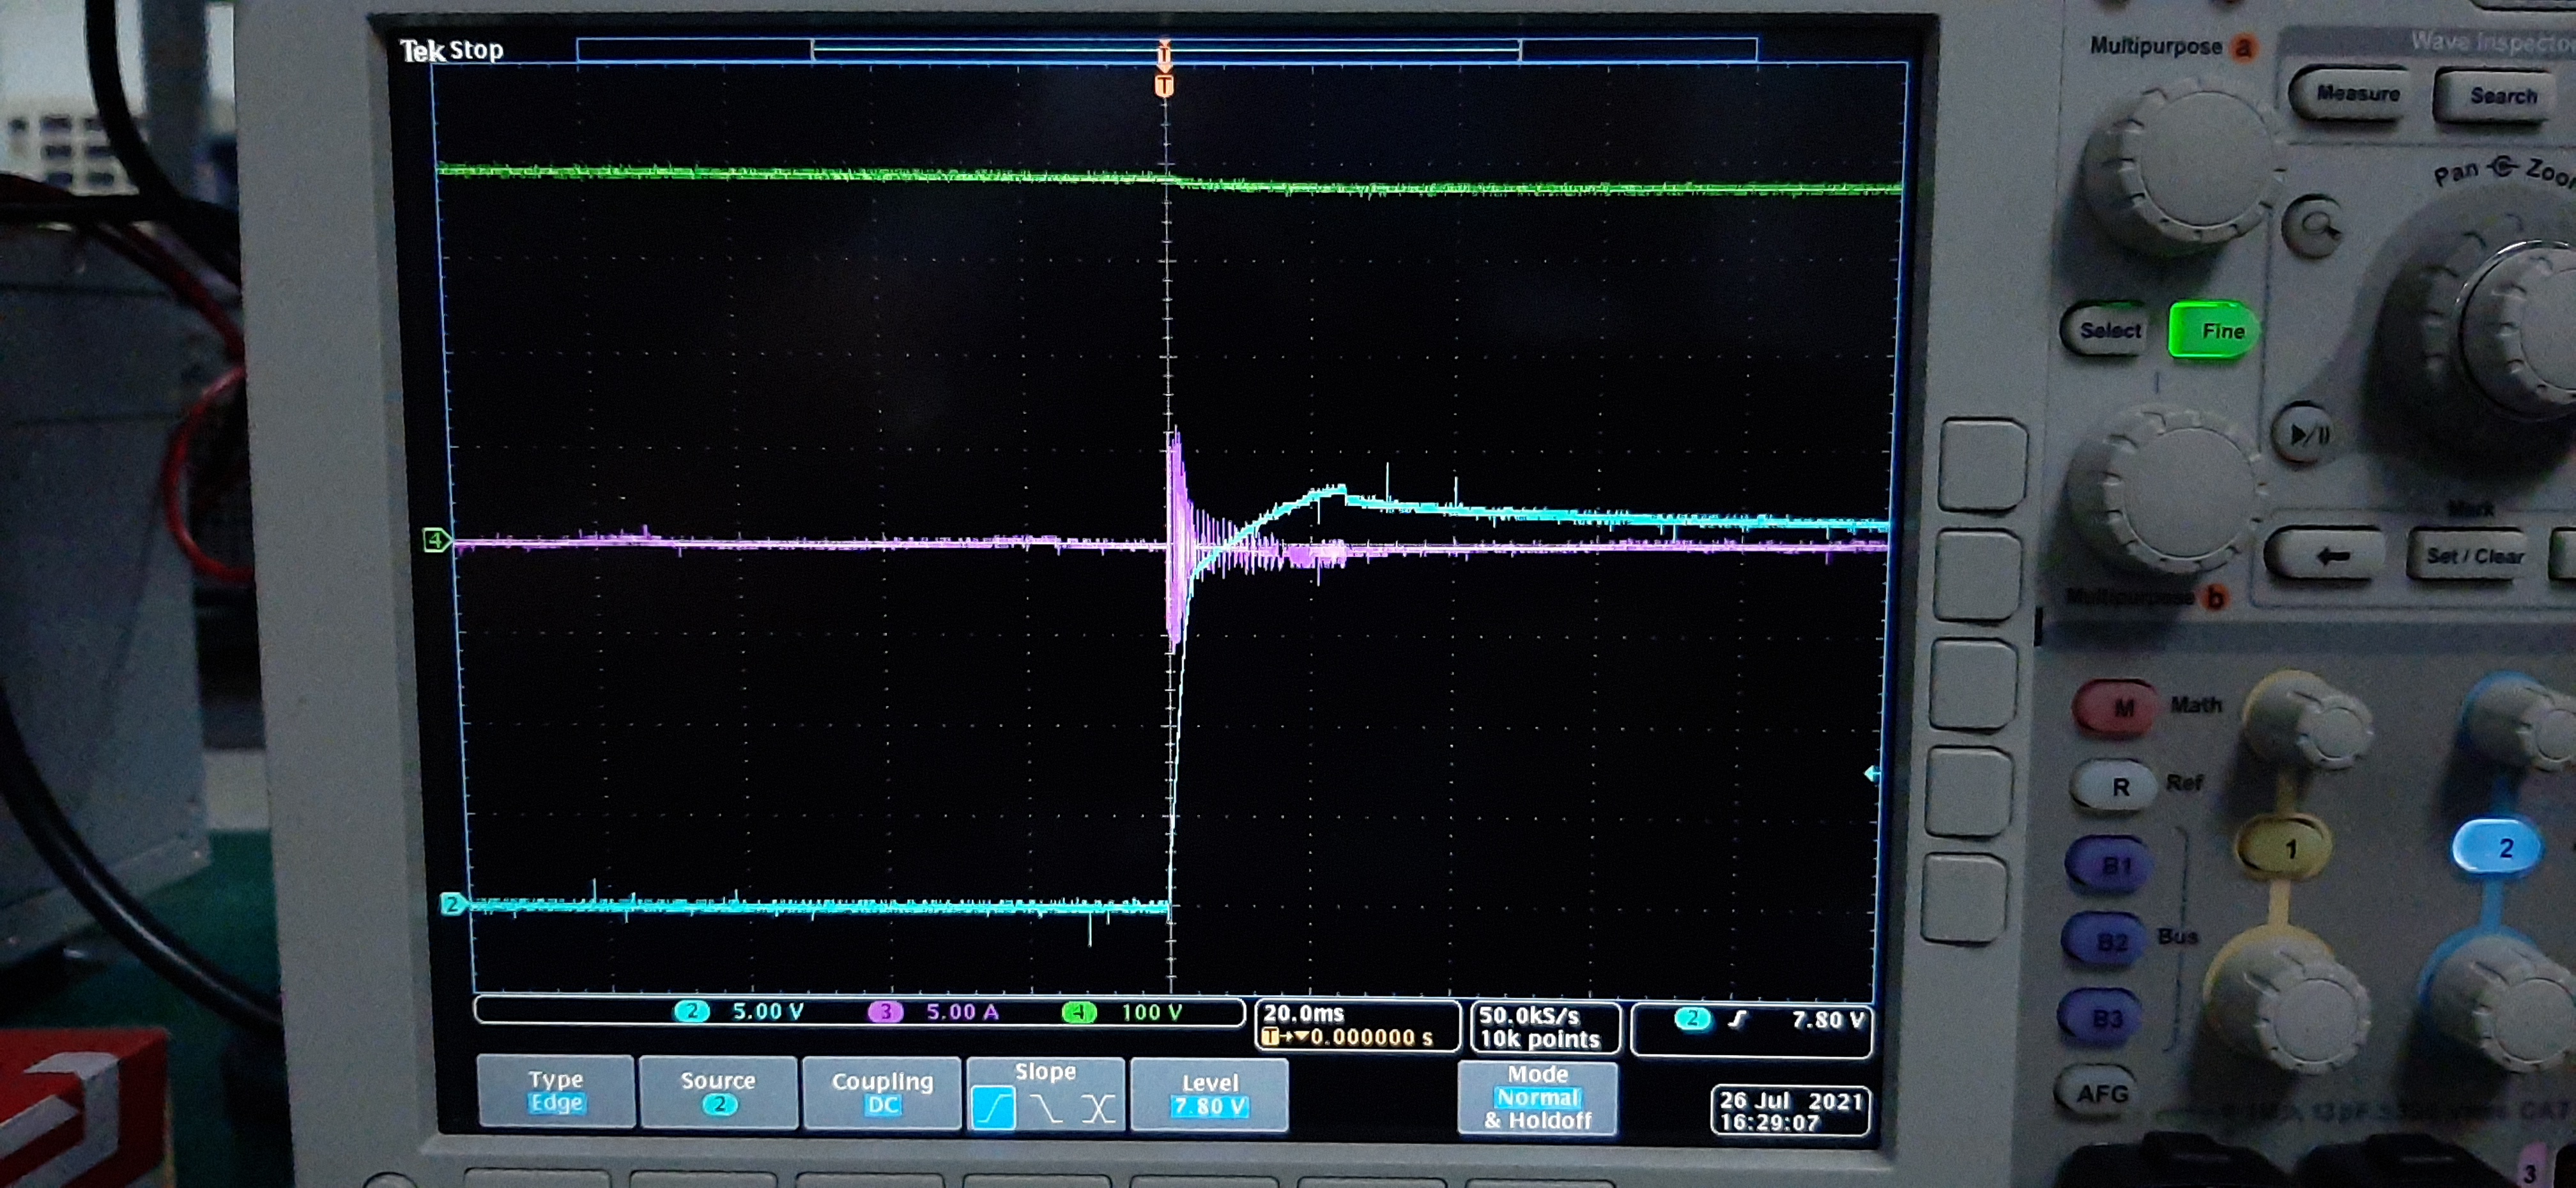 Tek Stop
T
T
4
2
2 5.00 V 3 5.00 A 4 100 V
20.0ms
T→▼0.000000 s
50.0kS/s
10k points
2 7.80 V
Type
Edge
Source
2
Coupling
DC
Slope
Level
7.80 V
Mode
Normal
& Holdoff
26 Jul 2021
16:29:07
Multipurpose a
Wave Inspecto
Measure
Search
Pan Zoo
Select
Fine
Mark
Set / Clear
Multipurpose b
M Math
R Ref
B1
B2 Bus
B3
AFG
1
2
3